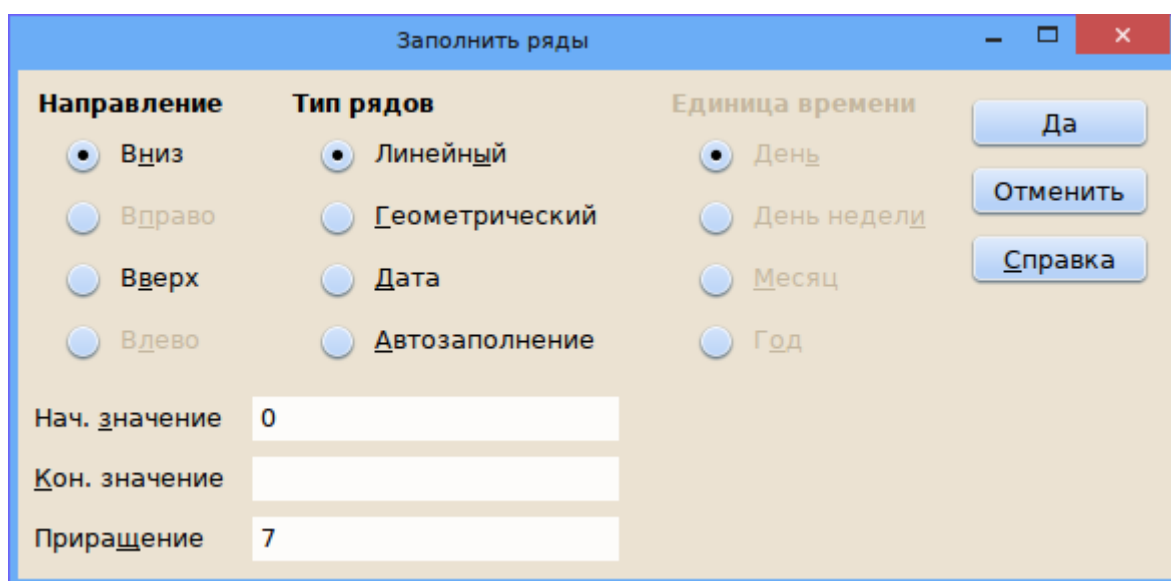 Заполнить ряды
Направление
Вниз
Вправо
Вверх
Влево
Тип рядов
Линейный
Геометрический
Дата
Автозаполнение
Единица времени
День
День недели
Месяц
Год
Да
Отменить
Справка
Нач. значение 0
Кон. значение
Приращение 7